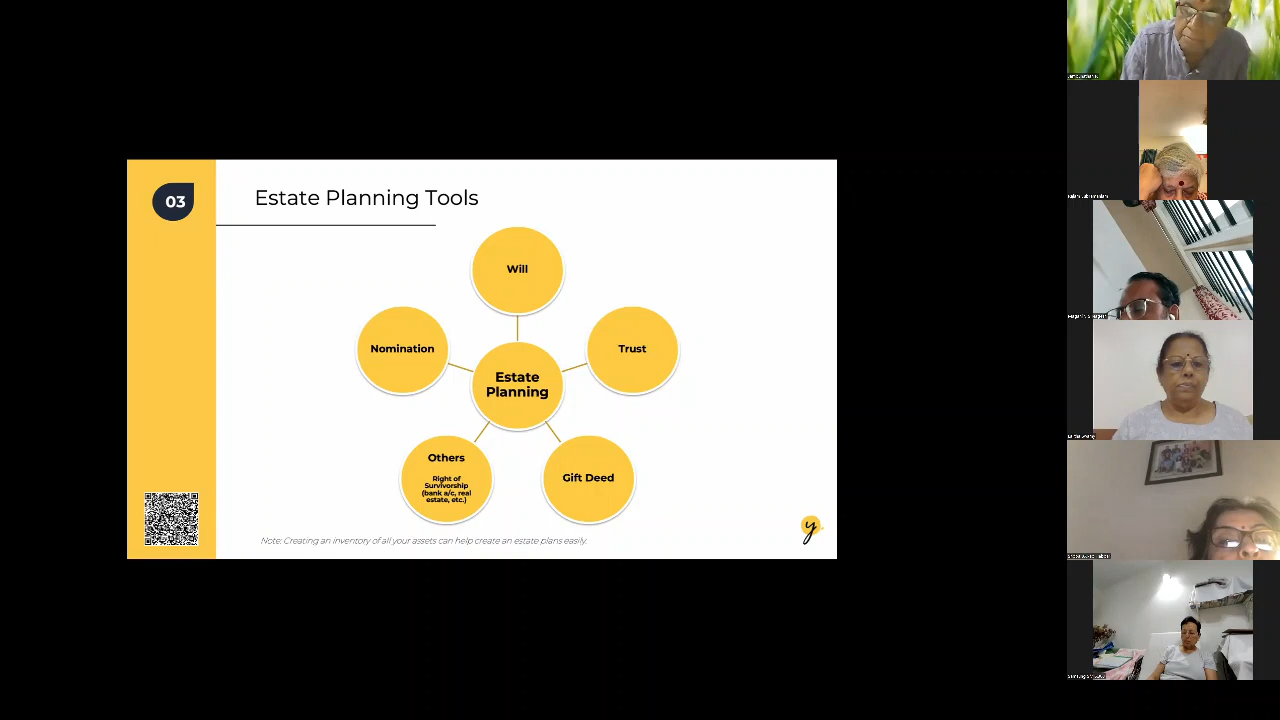 03
Estate Planning Tools
Will
Nomination
Trust
Estate
Planning
Others
Right of
Survivorship
(bank a/c, real
estate, etc.)
Gift Deed
Note: Creating an inventory of all your assets can help create an estate plans easily.
y